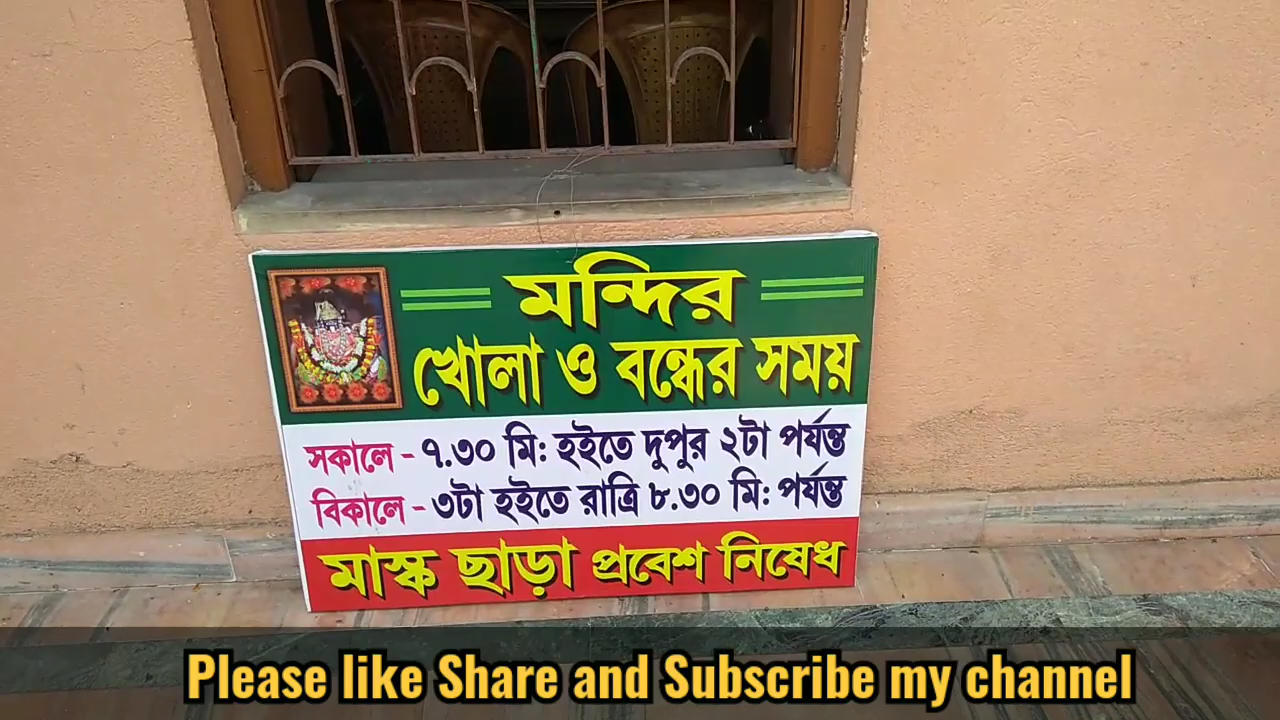 মন্দির
খোলা ও বন্ধের সময়
সকালে - ৭.৩০ মি: হইতে দুপুর ২টা পর্যন্ত
বিকালে - ৩টা হইতে রাত্রি ৮.৩০ মি: পর্যন্ত
মাস্ক ছাড়া প্রবেশ নিষেধ
Please like Share and Subscribe my channel